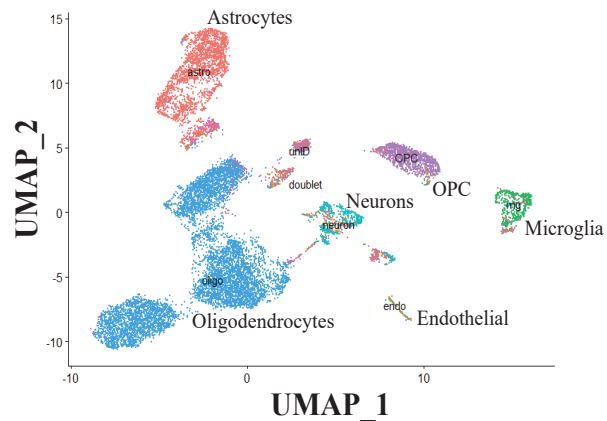 Astrocytes
15
astro
10
UMAP_2
5
unID
OPC
doublet
OPC
Neurons
mg
0
neuron
Microglia
-5
oligo
endo
Oligodendrocytes
Endothelial
-10
-10
0
10
UMAP_1